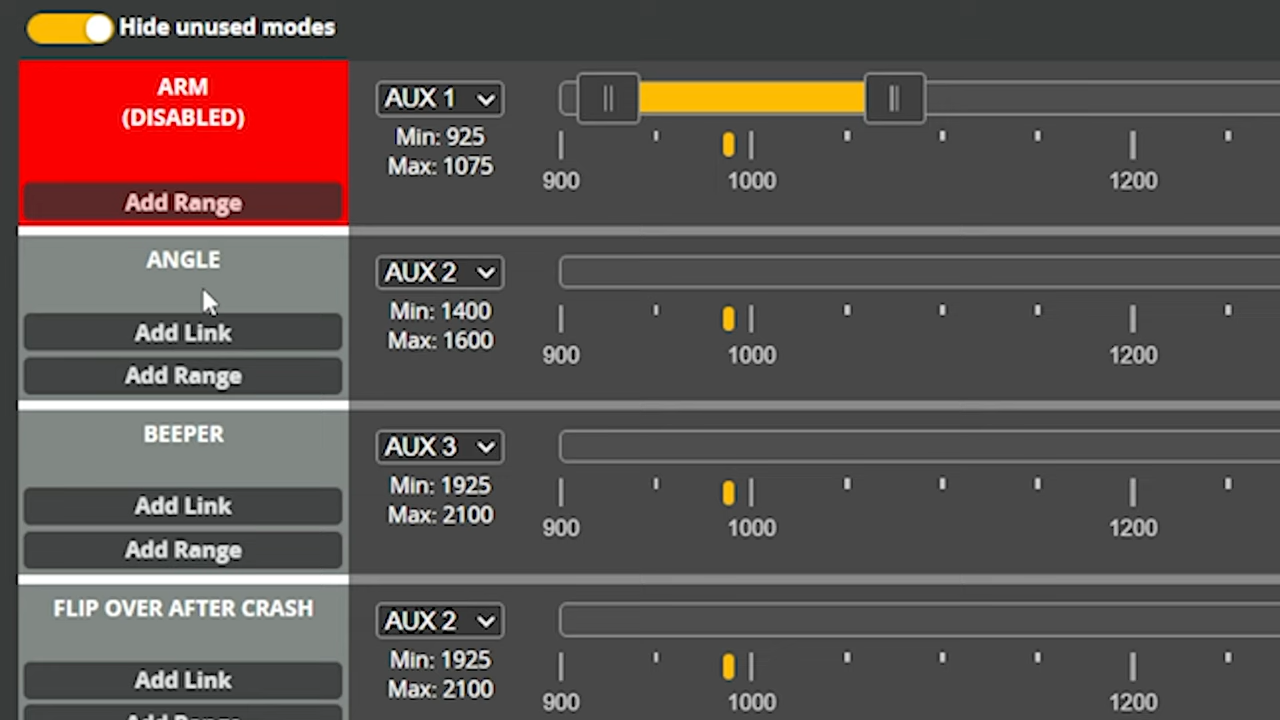 Hide unused modes
ARM
(DISABLED)
Add Range
AUX 1
Min: 925
Max: 1075
900 1000 1200
ANGLE
Add Link
Add Range
AUX 2
Min: 1400
Max: 1600
900 1000 1200
BEEPER
Add Link
Add Range
AUX 3
Min: 1925
Max: 2100
900 1000 1200
FLIP OVER AFTER CRASH
Add Link
Add Range
AUX 2
Min: 1925
Max: 2100
900 1000 1200